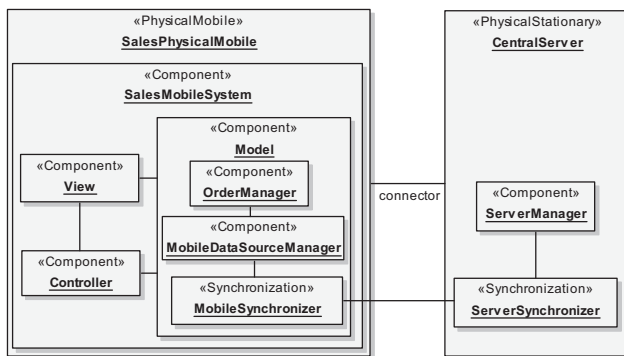 «PhysicalMobile»
SalesPhysicalMobile
«Component»
SalesMobileSystem
«Component»
View
«Component»
Controller
«Component»
Model
«Component»
OrderManager
«Component»
MobileDataSourceManager
«Synchronization»
MobileSynchronizer
connector
«PhysicalStationary»
CentralServer
«Component»
ServerManager
«Synchronization»
ServerSynchronizer